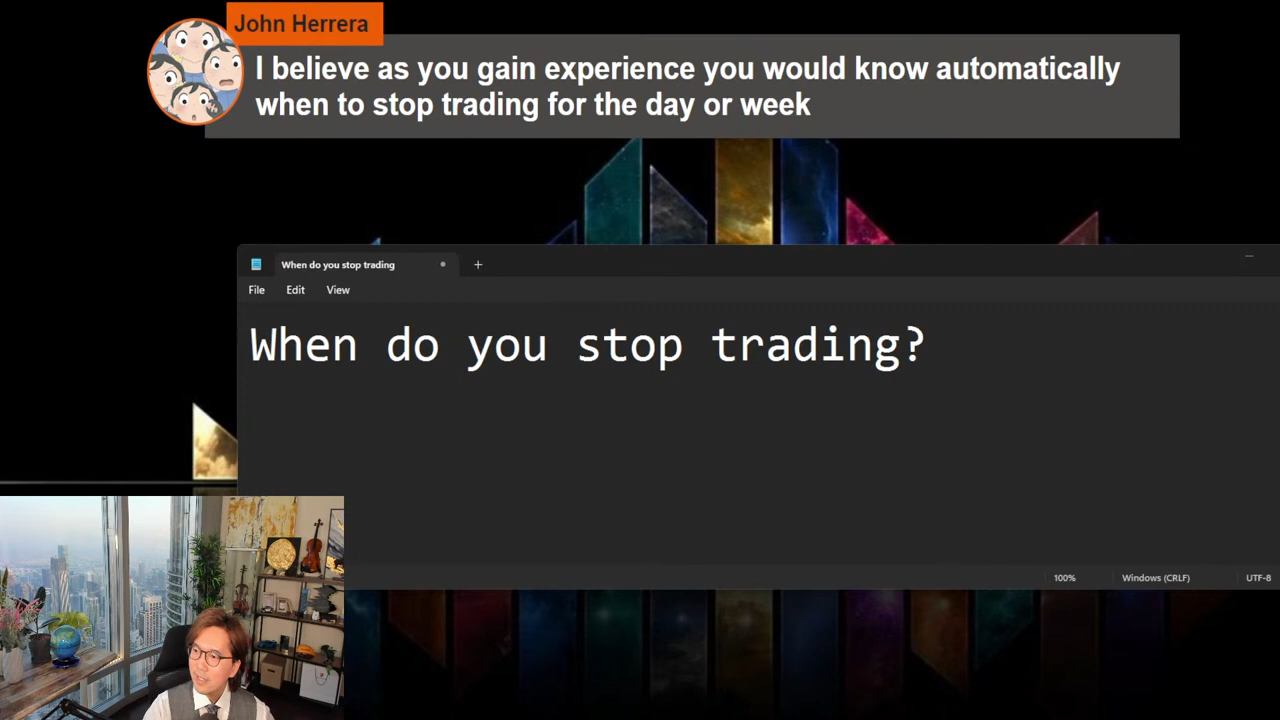 John Herrera
I believe as you gain experience you would know automatically
when to stop trading for the day or week
When do you stop trading
File Edit View
When do you stop trading?
100% Windows (CRLF) UTF-8